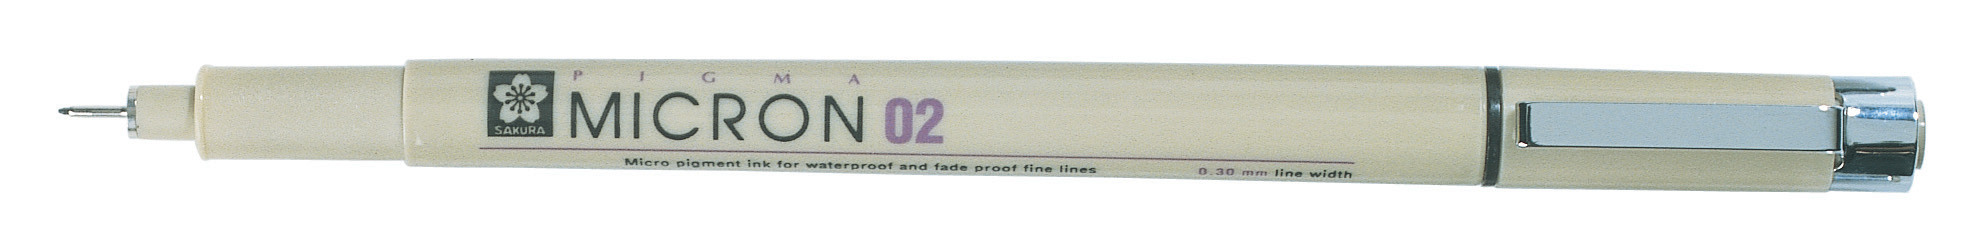 PIGMA
SAKURA
MICRON 02
Micro pigment ink for waterproof and fade proof fine lines
0.30 mm line width